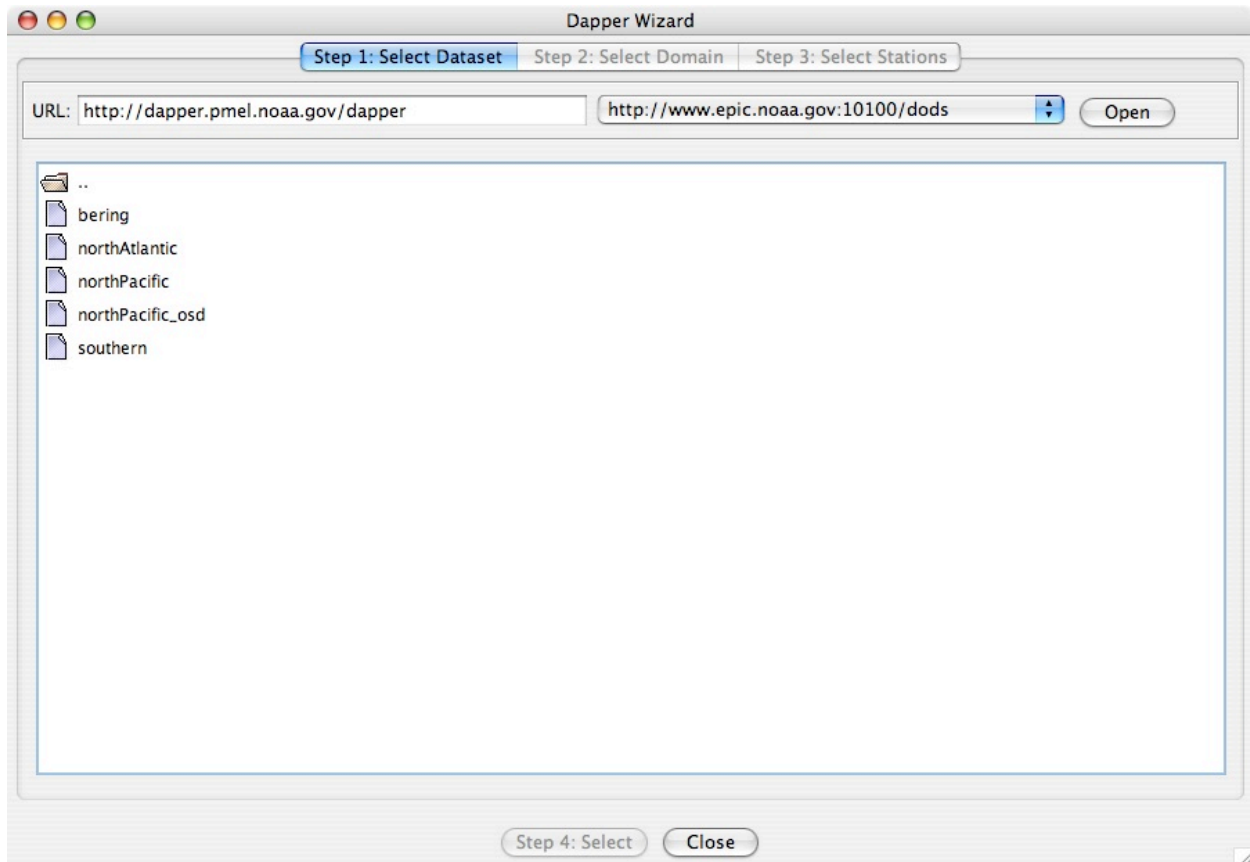 Dapper Wizard
Step 1: Select Dataset Step 2: Select Domain Step 3: Select Stations
URL: http://dapper.pmel.noaa.gov/dapper http://www.epic.noaa.gov:10100/dods Open
..
bering
northAtlantic
northPacific
northPacific_osd
southern
Step 4: Select Close